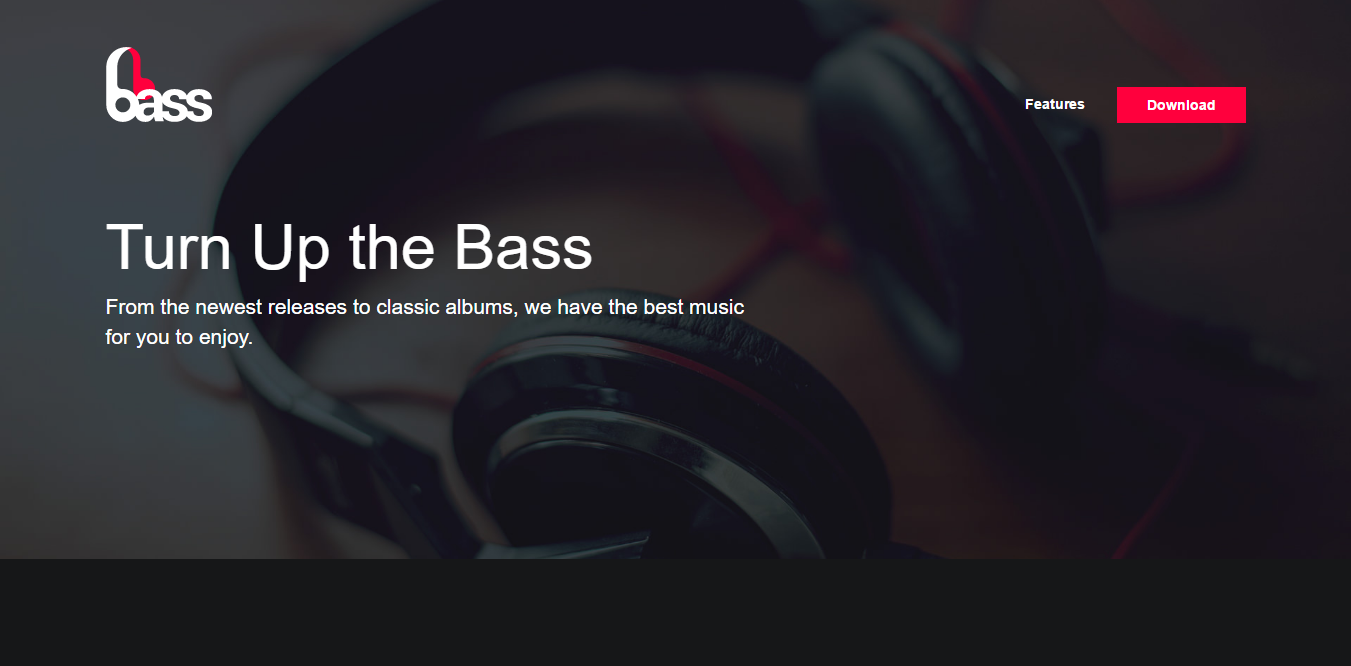 bass
Features
Download
Turn Up the Bass
From the newest releases to classic albums, we have the best music
for you to enjoy.